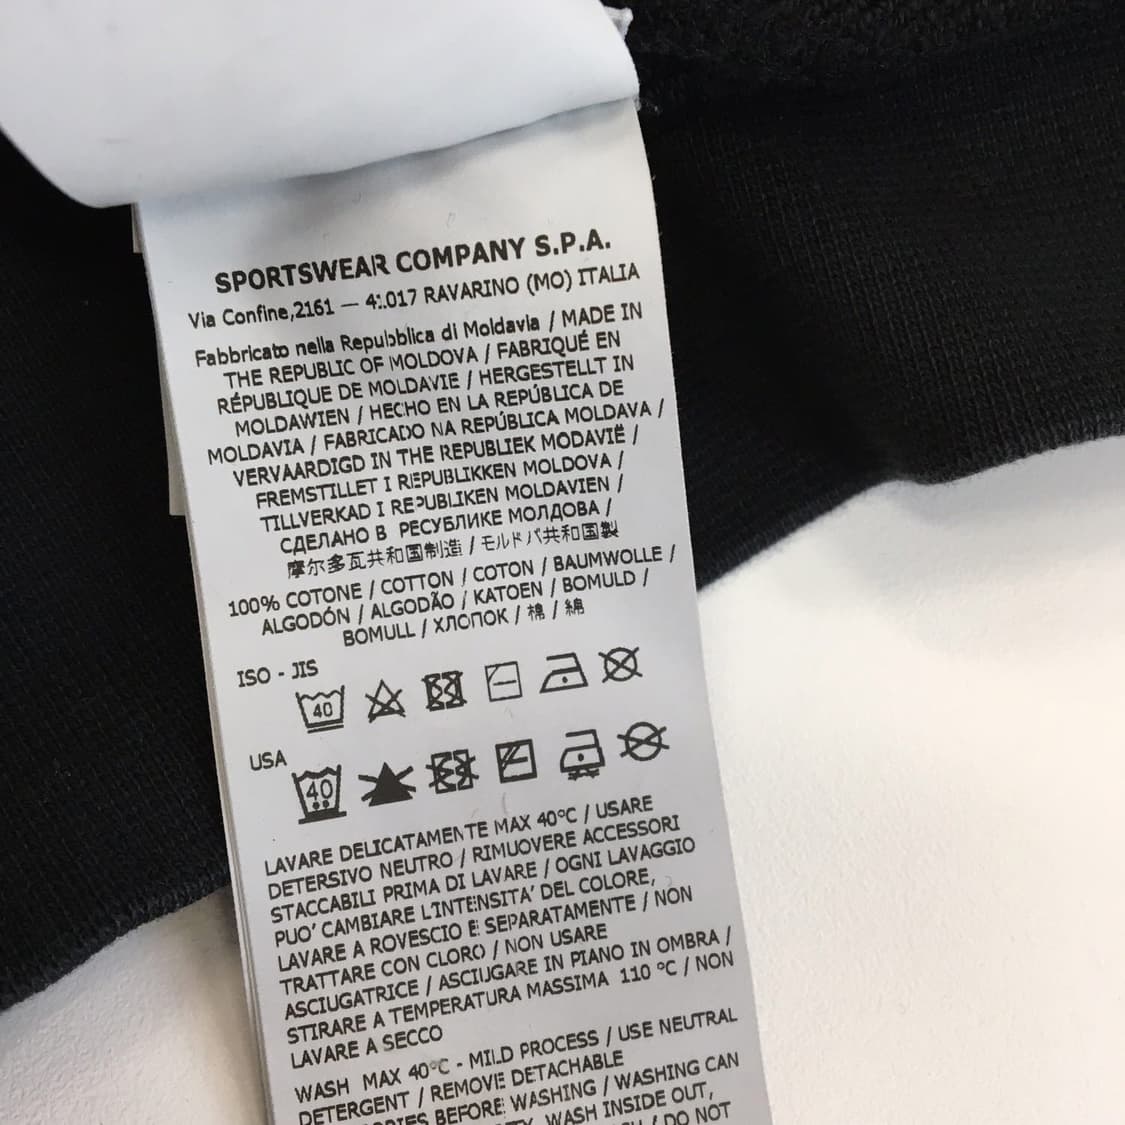 SPORTSWEAR COMPANY S.P.A.
Via Confine,2161 — 41017 RAVARINO (MO) ITALIA
Fabbricato nella Repubblica di Moldavia / MADE IN
THE REPUBLIC OF MOLDOVA / FABRIQUÉ EN
RÉPUBLIQUE DE MOLDAVIE / HERGESTELLT IN
MOLDAWIEN / HECHO EN LA REPÚBLICA DE
MOLDAVIA / FABRICADO NA REPÚBLICA MOLDAVA /
VERVAARDIGD IN THE REPUBLIEK MODAVIË /
FREMSTILLET I REPUBLIKKEN MOLDOVA /
TILLVERKAD I REPUBLIKEN MOLDAVIEN /
СДЕЛАНО В РЕСУБЛИКЕ МОЛДОВА /
摩尔多瓦共和国制造 / モルドバ共和国製
100% COTONE / COTTON / COTON / BAUMWOLLE /
ALGODÓN / ALGODÃO / KATOEN / BOMULD /
BOMULL / ХЛОПОК / 棉 / 綿
ISO - JIS
40
USA
40
LAVARE DELICATAMENTE MAX 40°C / USARE
DETERSIVO NEUTRO / RIMUOVERE ACCESSORI
STACCABILI PRIMA DI LAVARE / OGNI LAVAGGIO
PUO' CAMBIARE L'INTENSITA' DEL COLORE,
LAVARE A ROVESCIO E SEPARATAMENTE / NON
TRATTARE CON CLORO / NON USARE
ASCIUGATRICE / ASCIUGARE IN PIANO IN OMBRA /
STIRARE A TEMPERATURA MASSIMA 110 °C / NON
LAVARE A SECCO
WASH MAX 40°C - MILD PROCESS / USE NEUTRAL
DETERGENT / REMOVE DETACHABLE
BEFORE WASHING / WASHING CAN
WASH INSIDE OUT,
/ DO NOT